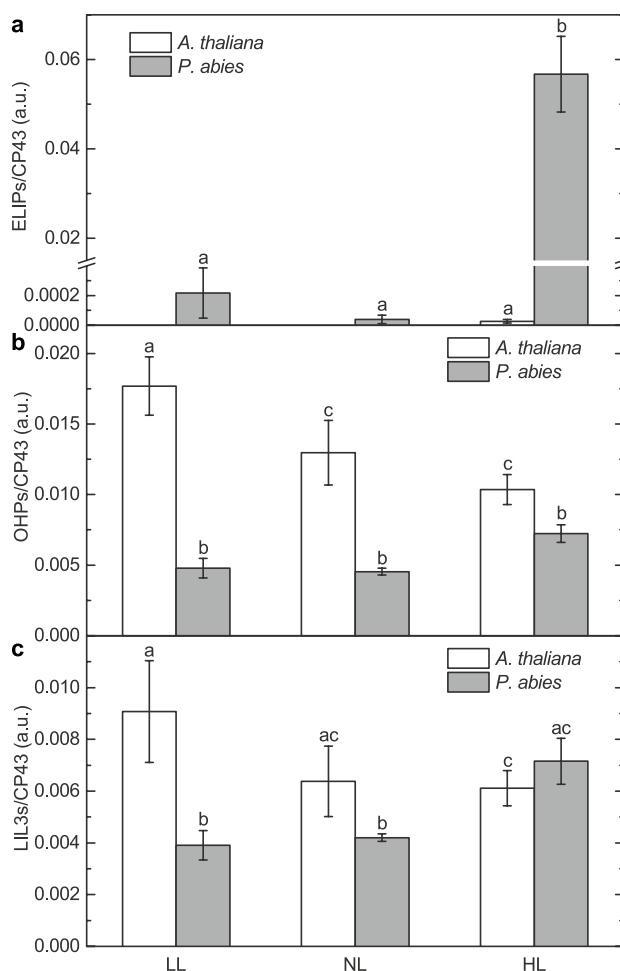 a
A. thaliana
P. abies
b
0.06
0.04
0.02
0.0002
0.0000
ELIPs/CP43 (a.u.)
a
a
a
b
A. thaliana
P. abies
0.020
0.015
0.010
0.005
0.000
OHPs/CP43 (a.u.)
a
c
c
b
b
b
c
A. thaliana
P. abies
0.010
0.008
0.006
0.004
0.002
0.000
LIL3s/CP43 (a.u.)
a
ac
c
ac
b
b
LL
NL
HL